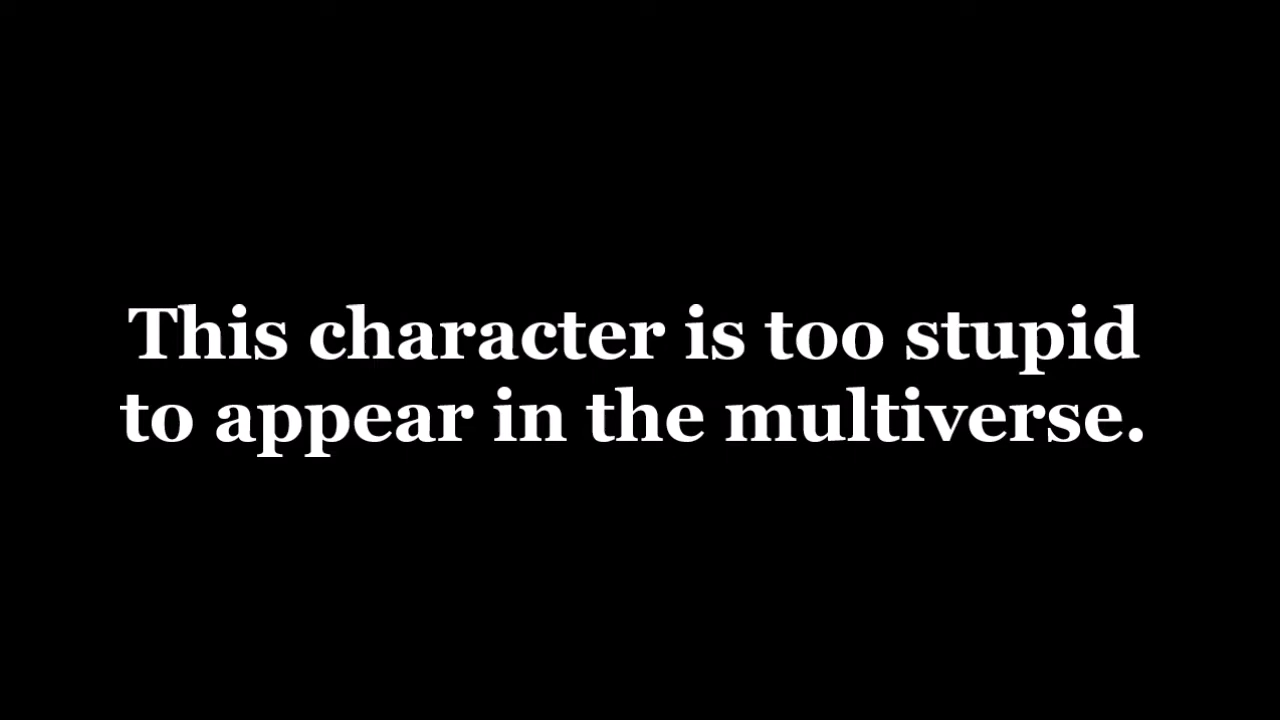 This character is too stupid
to appear in the multiverse.